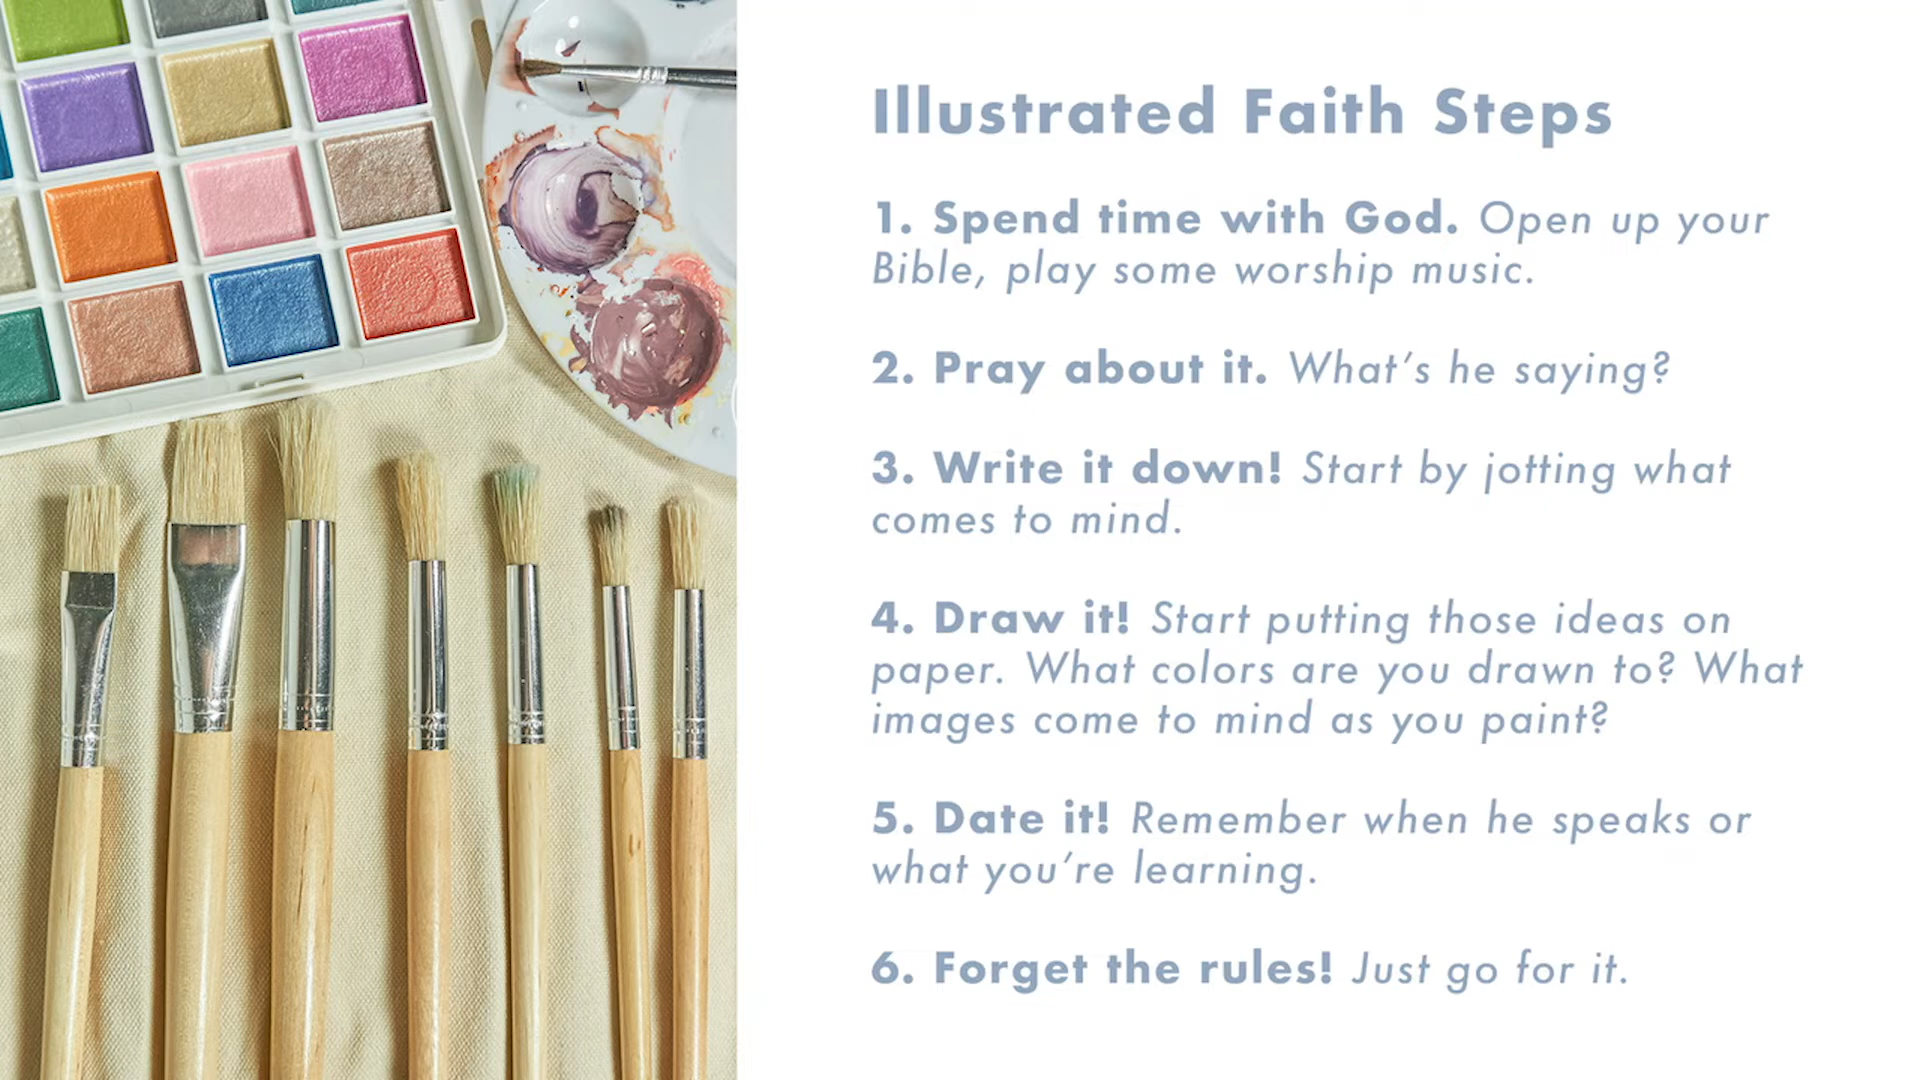 Illustrated Faith Steps
1. Spend time with God. Open up your
Bible, play some worship music.
2. Pray about it. What's he saying?
3. Write it down! Start by jotting what
comes to mind.
4. Draw it! Start putting those ideas on
paper. What colors are you drawn to? What
images come to mind as you paint?
5. Date it! Remember when he speaks or
what you're learning.
6. Forget the rules! Just go for it.